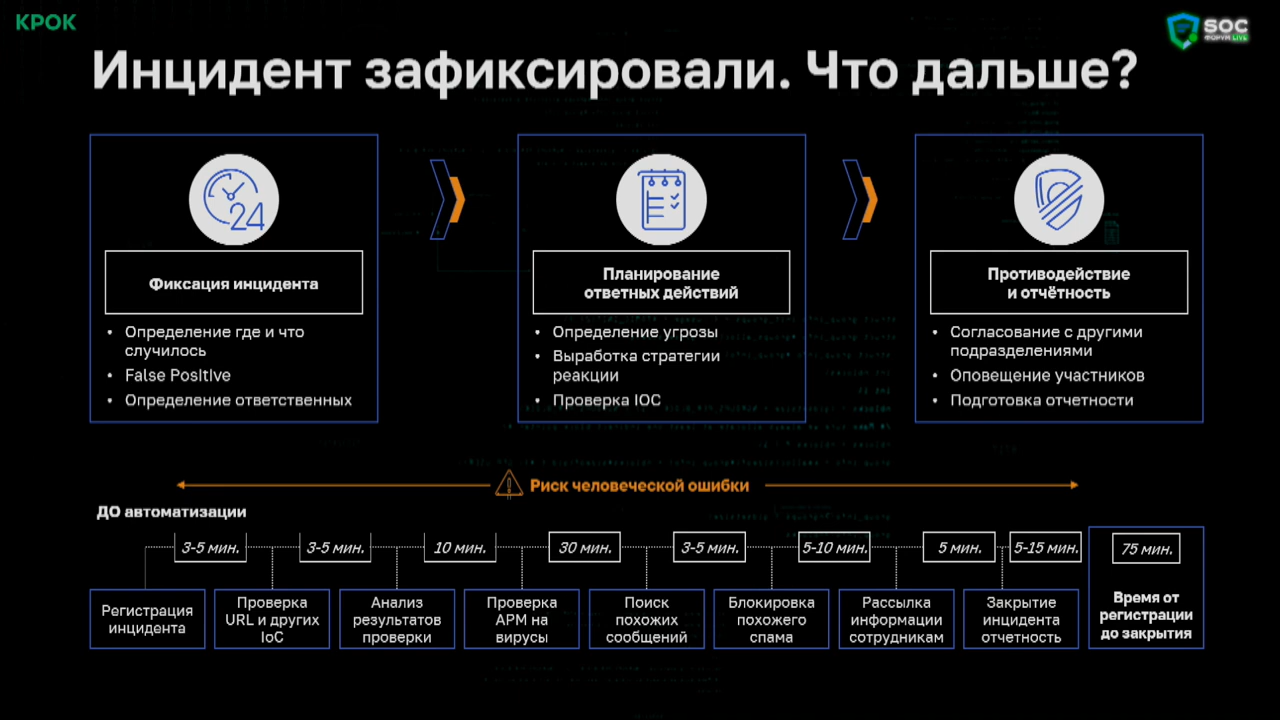 КРОК
SOC
ФОРУМ LIVE
Инцидент зафиксировали. Что дальше?
24
Фиксация инцидента
• Определение где и что
случилось
• False Positive
• Определение ответственных
Планирование
ответных действий
• Определение угрозы
• Выработка стратегии
реакции
• Проверка IOC
Противодействие
и отчётность
• Согласование с другими
подразделениями
• Оповещение участников
• Подготовка отчетности
Риск человеческой ошибки
ДО автоматизации
3-5 мин.
3-5 мин.
10 мин.
30 мин.
3-5 мин.
5-10 мин.
5 мин.
5-15 мин.
75 мин.
Регистрация
инцидента
Проверка
URL и других
IoC
Анализ
результатов
проверки
Проверка
АРМ на
вирусы
Поиск
похожих
сообщений
Блокировка
похожего
спама
Рассылка
информации
сотрудникам
Закрытие
инцидента
отчетность
Время от
регистрации
до закрытия